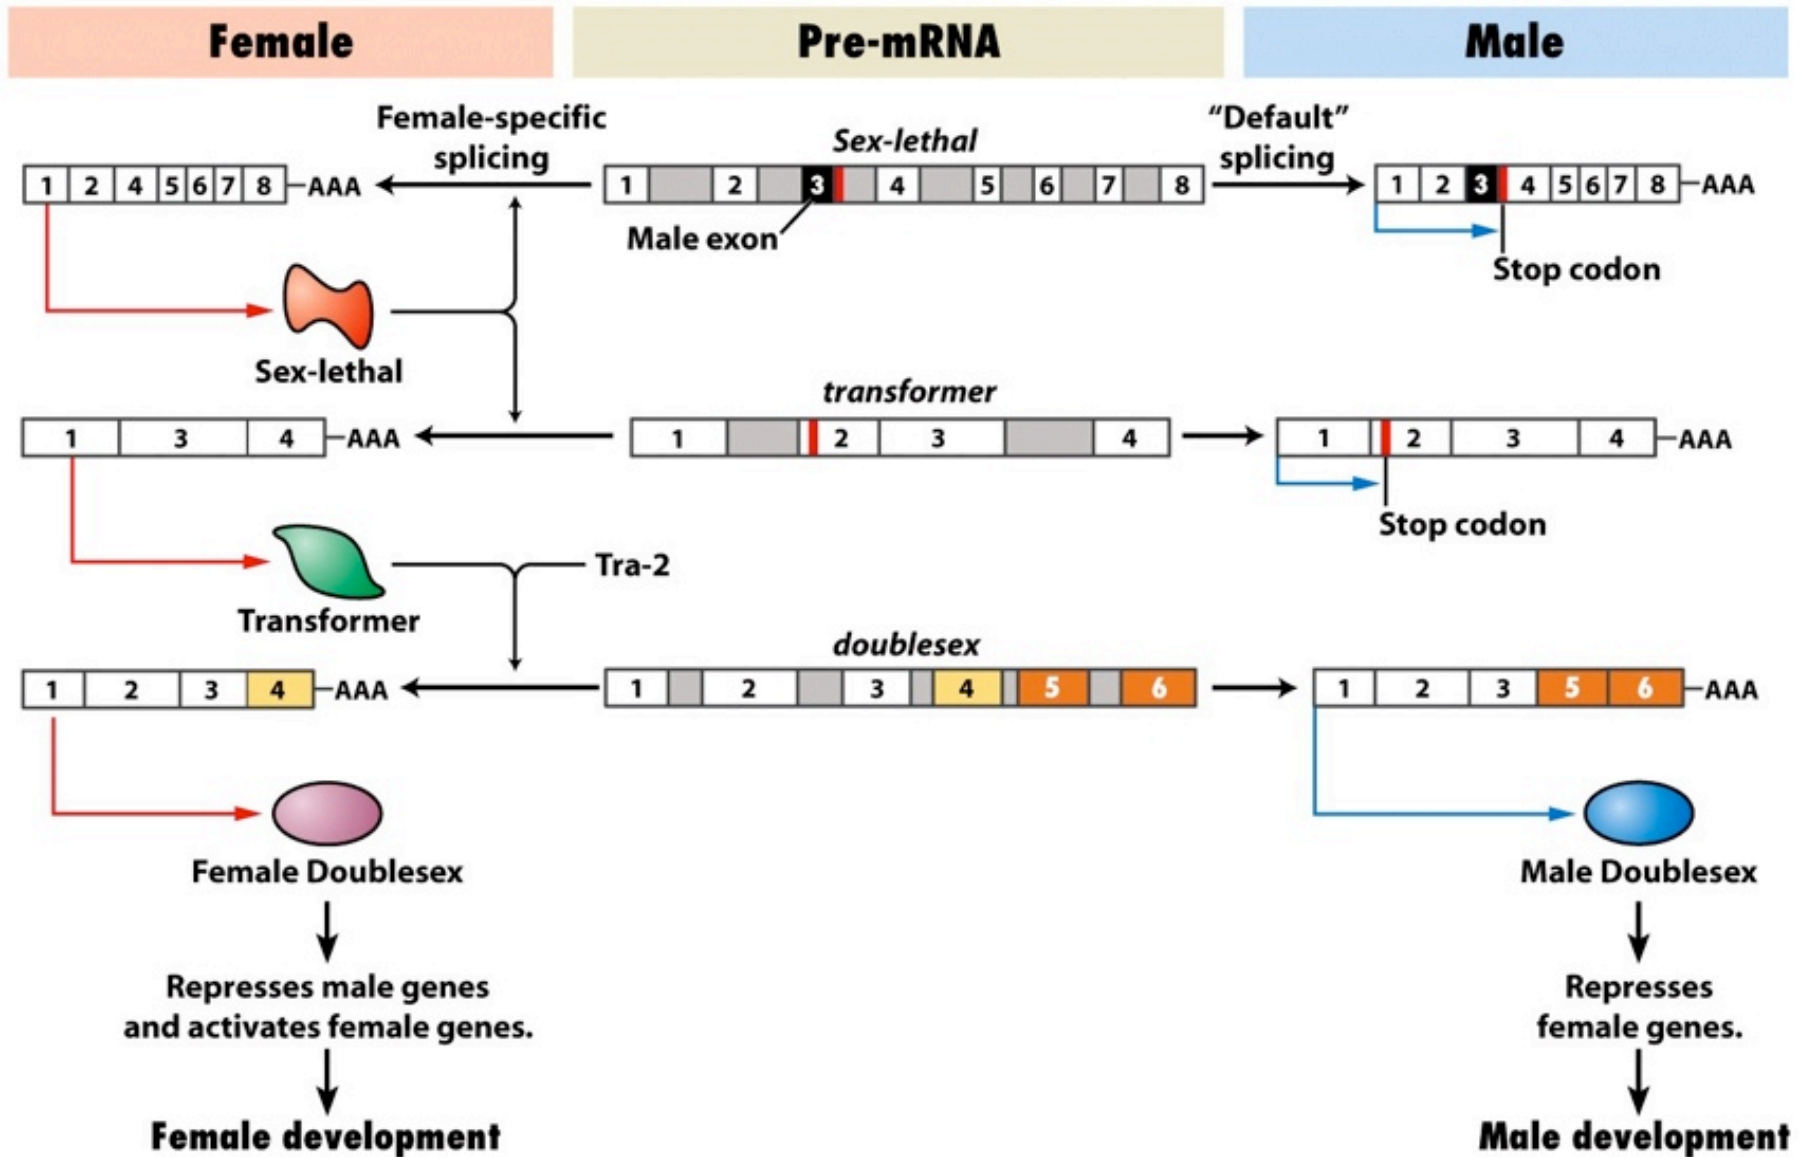 Female
Pre-mRNA
Male
Female-specific
splicing
Sex-lethal
"Default"
splicing
1 2 4 5 6 7 8 AAA
1 2 3 4 5 6 7 8
1 2 3 4 5 6 7 8 AAA
Male exon
Stop codon
Sex-lethal
transformer
1 3 4 AAA
1 2 3 4
1 2 3 4 AAA
Stop codon
Tra-2
Transformer
doublesex
1 2 3 4 AAA
1 2 3 4 5 6
1 2 3 5 6 AAA
Female Doublesex
Male Doublesex
Represses male genes
and activates female genes.
Represses
female genes.
Female development
Male development